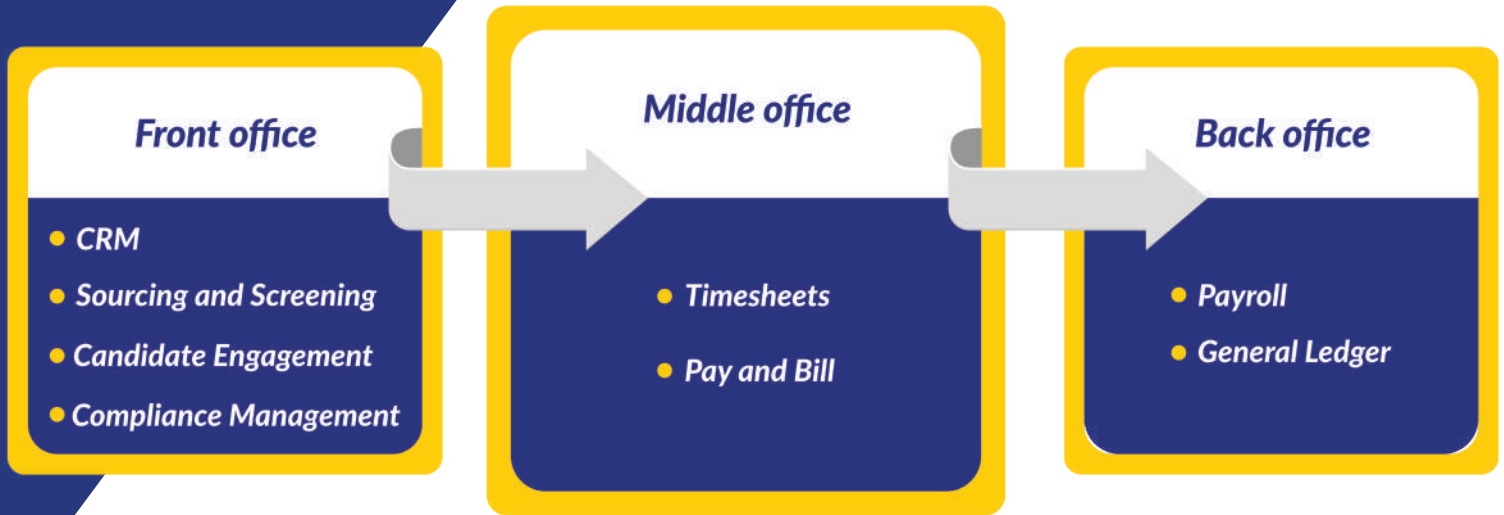 Front office
CRM
Sourcing and Screening
Candidate Engagement
Compliance Management
Middle office
Timesheets
Pay and Bill
Back office
Payroll
General Ledger